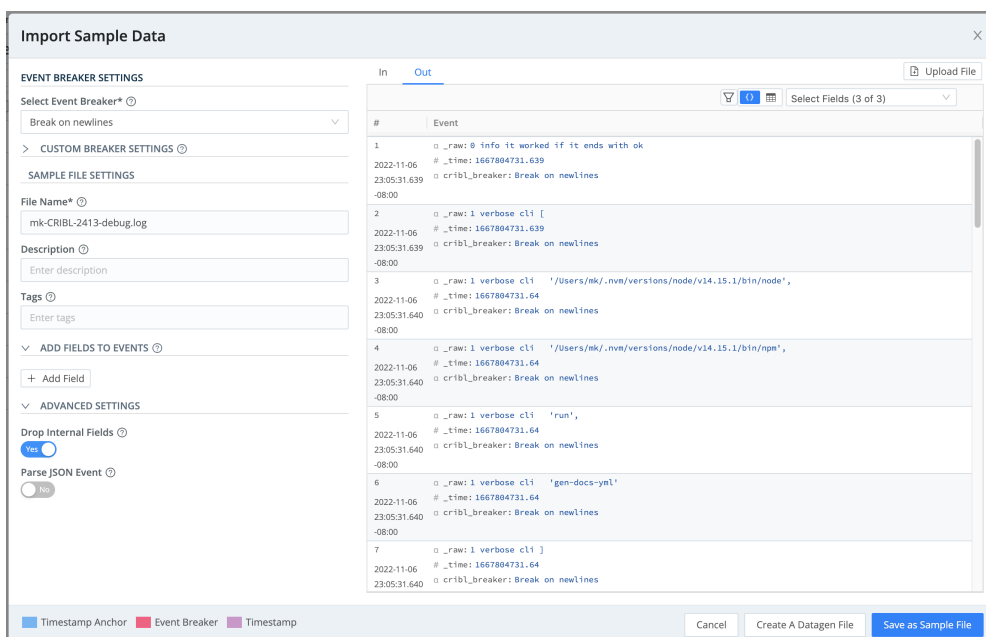 Import Sample Data
EVENT BREAKER SETTINGS
Select Event Breaker*
Break on newlines
CUSTOM BREAKER SETTINGS
SAMPLE FILE SETTINGS
File Name*
mk-CRIBL-2413-debug.log
Description
Enter description
Tags
Enter tags
ADD FIELDS TO EVENTS
+ Add Field
ADVANCED SETTINGS
Drop Internal Fields
Yes
Parse JSON Event
No
In Out
Upload File
Select Fields (3 of 3)
# Event
1
2022-11-06
23:05:31.639
-08:00
α _raw: 0 info it worked if it ends with ok
# _time: 1667804731.639
α cribl_breaker: Break on newlines
2
2022-11-06
23:05:31.639
-08:00
α _raw: 1 verbose cli [
# _time: 1667804731.639
α cribl_breaker: Break on newlines
3
2022-11-06
23:05:31.640
-08:00
α _raw: 1 verbose cli   '/Users/mk/.nvm/versions/node/v14.15.1/bin/node',
# _time: 1667804731.64
α cribl_breaker: Break on newlines
4
2022-11-06
23:05:31.640
-08:00
α _raw: 1 verbose cli   '/Users/mk/.nvm/versions/node/v14.15.1/bin/npm',
# _time: 1667804731.64
α cribl_breaker: Break on newlines
5
2022-11-06
23:05:31.640
-08:00
α _raw: 1 verbose cli   'run',
# _time: 1667804731.64
α cribl_breaker: Break on newlines
6
2022-11-06
23:05:31.640
-08:00
α _raw: 1 verbose cli   'gen-docs-yml'
# _time: 1667804731.64
α cribl_breaker: Break on newlines
7
2022-11-06
23:05:31.640
α _raw: 1 verbose cli ]
# _time: 1667804731.64
α cribl_breaker: Break on newlines
Timestamp Anchor Event Breaker Timestamp
Cancel Create A Datagen File Save as Sample File